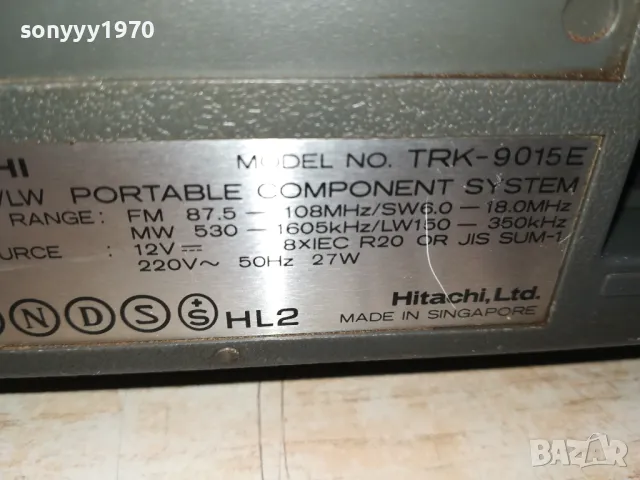 sonyyy1970
HI MODEL NO. TRK-9015E
/LW PORTABLE COMPONENT SYSTEM
RANGE: FM 87.5 - 108MHz/SW6.0 - 18.0MHz
MW 530 - 1605kHz/LW150 - 350kHz
OURCE : 12V⎓ 8XIEC R20 OR JIS SUM-1
220V~ 50Hz 27W
N D S +S HL2
Hitachi, Ltd.
MADE IN SINGAPORE
BAZAR
bg